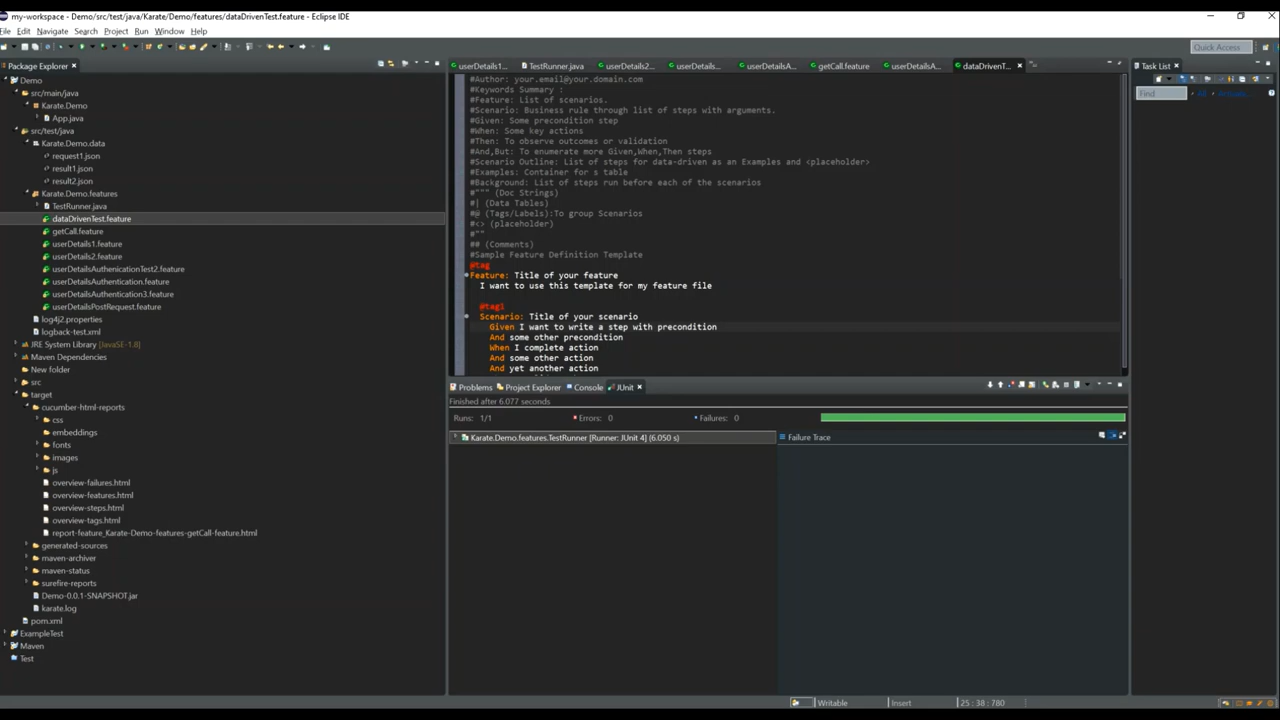 my-workspace - Demo/src/test/java/Karate/Demo/features/dataDrivenTest.feature - Eclipse IDE
File Edit Navigate Search Project Run Window Help
Quick Access
Package Explorer
Demo
src/main/java
Karate.Demo
App.java
src/test/java
Karate.Demo.data
request1.json
result1.json
result2.json
Karate.Demo.features
TestRunner.java
dataDrivenTest.feature
getCall.feature
userDetails1.feature
userDetails2.feature
userDetailsAuthenicationTest2.feature
userDetailsAuthentication.feature
userDetailsAuthentication3.feature
userDetailsPostRequest.feature
log4j2.properties
logback-test.xml
JRE System Library [JavaSE-1.8]
Maven Dependencies
New folder
src
target
cucumber-html-reports
css
embeddings
fonts
images
js
overview-failures.html
overview-features.html
overview-steps.html
overview-tags.html
report-feature_Karate-Demo-features-getCall-feature.html
generated-sources
maven-archiver
maven-status
surefire-reports
Demo-0.0.1-SNAPSHOT.jar
karate.log
pom.xml
ExampleTest
Maven
Test
userDetails1... TestRunner.java userDetails2... userDetails... userDetailsA... getCall.feature userDetailsA... dataDrivenT...
#Author: your.email@your.domain.com
#Keywords Summary :
#Feature: List of scenarios.
#Scenario: Business rule through list of steps with arguments.
#Given: Some precondition step
#When: Some key actions
#Then: To observe outcomes or validation
#And,But: To enumerate more Given,When,Then steps
#Scenario Outline: List of steps for data-driven as an Examples and <placeholder>
#Examples: Container for s table
#Background: List of steps run before each of the scenarios
#""" (Doc Strings)
#| (Data Tables)
#@ (Tags/Labels):To group Scenarios
#<> (placeholder)
#""
## (Comments)
#Sample Feature Definition Template
@tag
Feature: Title of your feature
I want to use this template for my feature file
@tag1
Scenario: Title of your scenario
Given I want to write a step with precondition
And some other precondition
When I complete action
And some other action
And yet another action
Problems Project Explorer Console JUnit
Finished after 6.077 seconds
Runs: 1/1 Errors: 0 Failures: 0
Karate.Demo.features.TestRunner [Runner: JUnit 4] (6.050 s)
Failure Trace
Task List
Find All Activate...
Writable Insert 25 : 38 : 780